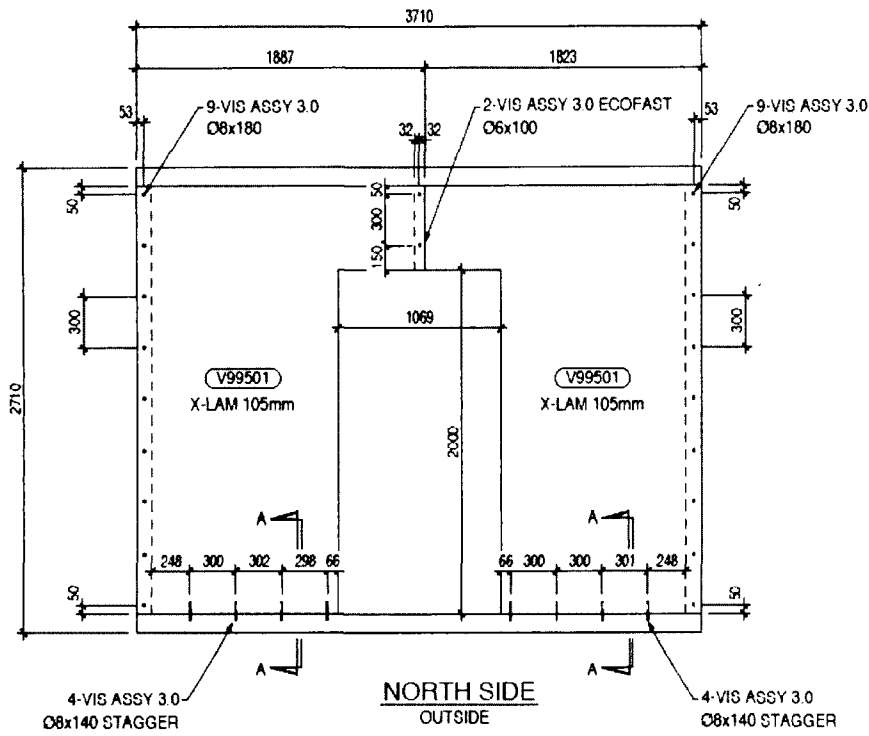 3710
1887
1823
53
9-VIS ASSY 3.0
Ø8x180
2-VIS ASSY 3.0 ECOFAST
Ø6x100
9-VIS ASSY 3.0
Ø8x180
53
32
32
50
50
50
300
150
300
300
1069
2710
V99501
X-LAM 105mm
V99501
X-LAM 105mm
2000
A
A
248
300
302
298
66
66
300
300
301
248
50
50
A
A
4-VIS ASSY 3.0
Ø8x140 STAGGER
NORTH SIDE
OUTSIDE
4-VIS ASSY 3.0
Ø8x140 STAGGER